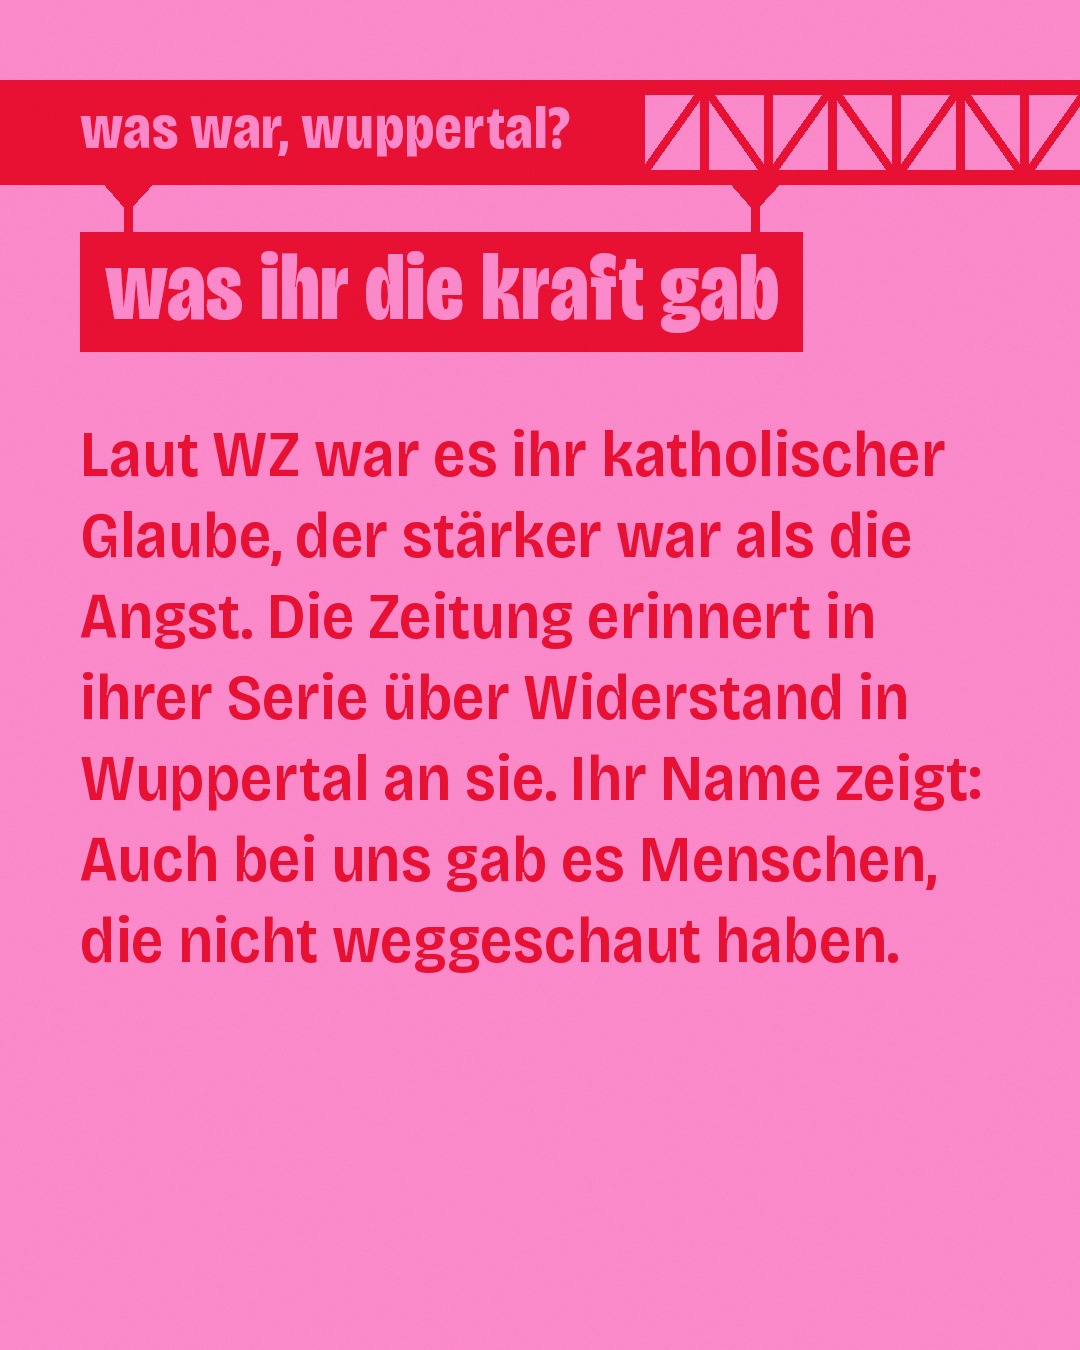 was war, wuppertal?
was ihr die kraft gab
Laut WZ war es ihr katholischer
Glaube, der stärker war als die
Angst. Die Zeitung erinnert in
ihrer Serie über Widerstand in
Wuppertal an sie. Ihr Name zeigt:
Auch bei uns gab es Menschen,
die nicht weggeschaut haben.